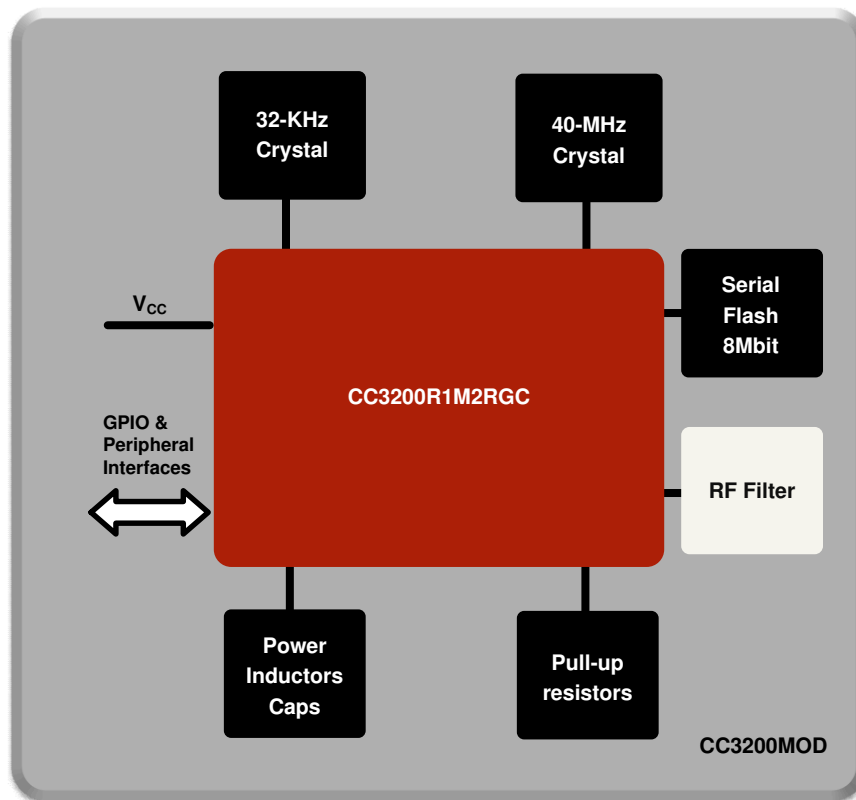 32-KHz
Crystal
40-MHz
Crystal
VCC
Serial
Flash
8Mbit
CC3200R1M2RGC
GPIO &
Peripheral
Interfaces
RF Filter
Power
Inductors
Caps
Pull-up
resistors
CC3200MOD